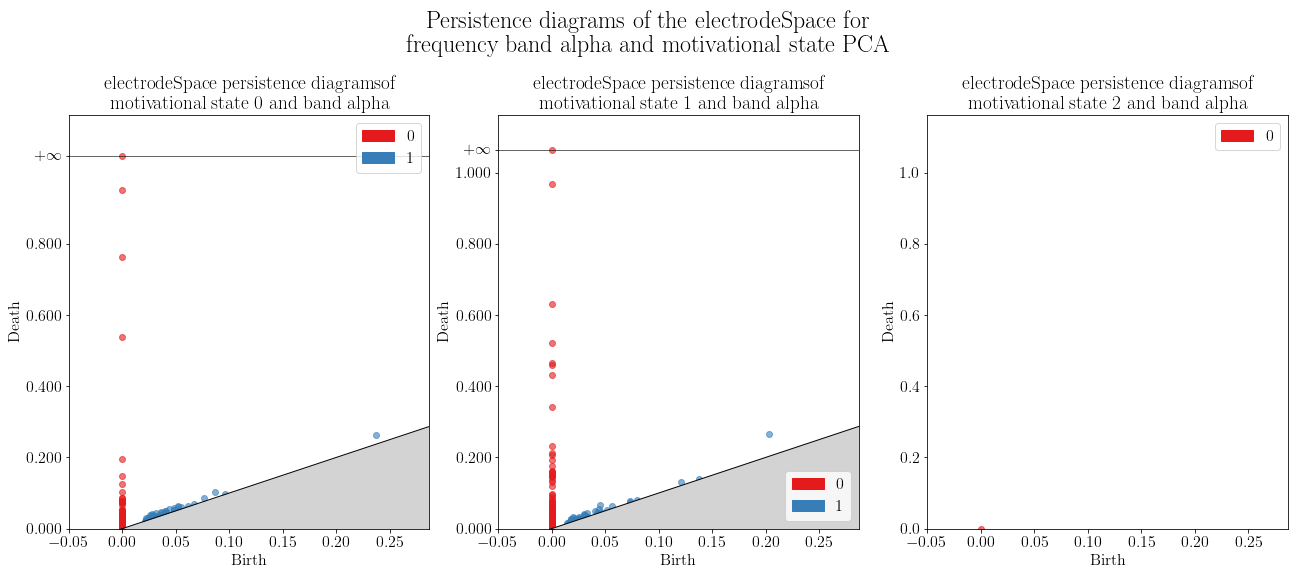 Persistence diagrams of the electrodeSpace for
frequency band alpha and motivational state PCA
electrodeSpace persistence diagramsof
motivational state 0 and band alpha
0
1
+∞
0.800
0.600
0.400
0.200
0.000
Death
−0.05 0.00 0.05 0.10 0.15 0.20 0.25
Birth
electrodeSpace persistence diagramsof
motivational state 1 and band alpha
+∞
1.000
0.800
0.600
0.400
0.200
0.000
Death
0
1
−0.05 0.00 0.05 0.10 0.15 0.20 0.25
Birth
electrodeSpace persistence diagramsof
motivational state 2 and band alpha
0
1.0
0.8
0.6
0.4
0.2
0.0
Death
−0.05 0.00 0.05 0.10 0.15 0.20 0.25
Birth